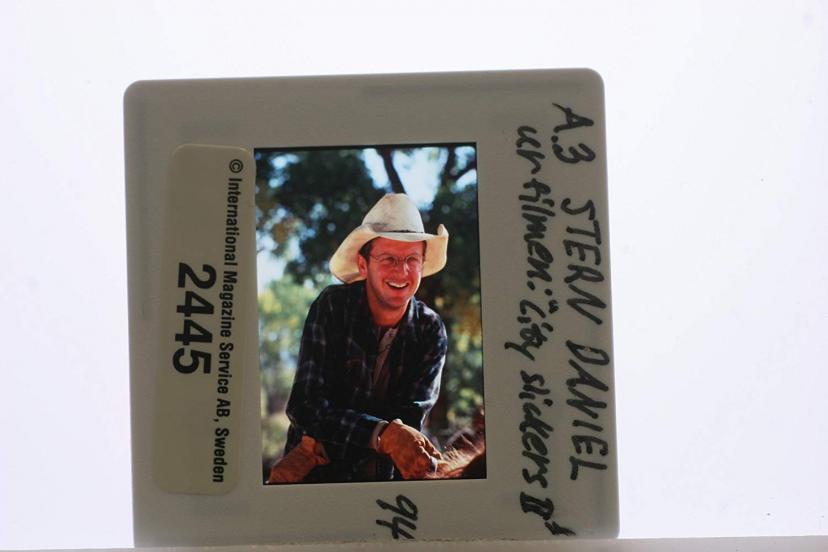 © International Magazine Service AB, Sweden
2445
A.3 STERN DANIEL
ur filmen: "City slickers II"
94